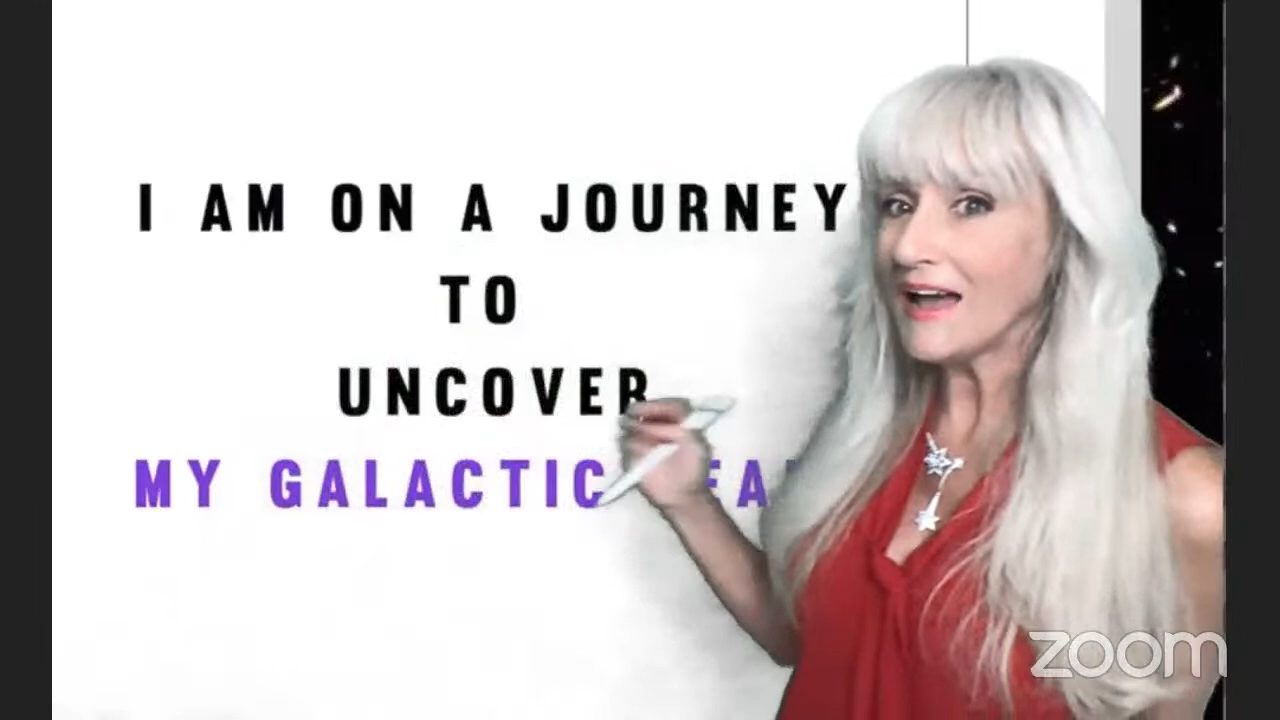 I AM ON A JOURNEY
TO
UNCOVER
MY GALACTIC
zoom